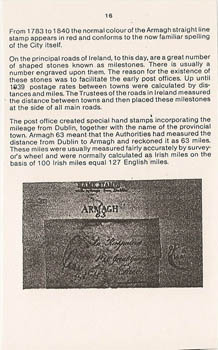 16
From 1783 to 1840 the normal colour of the Armagh straight line
stamp appears in red and conforms to the now familiar spelling
of the City itself.
On the principal roads of Ireland, to this day, are a great number
of shaped stones known as milestones. There is usually a
number engraved upon them. The reason for the existence of
these stones was to facilitate the early post offices. Up until
1839 postage rates between towns were calculated by dis-
tances and miles. The Trustees of the roads in Ireland measured
the distance between towns and then placed these milestones
at the side of all main roads.
The post office created special hand stamps incorporating the
mileage from Dublin, together with the name of the provincial
town. Armagh 63 meant that the Authorities had measured the
distance from Dublin to Armagh and reckoned it as 63 miles.
These miles were usually measured fairly accurately by survey-
or's wheel and were normally calculated as Irish miles on the
basis of 100 Irish miles equal 127 English miles.
NAME STAMP
ARMAGH
63